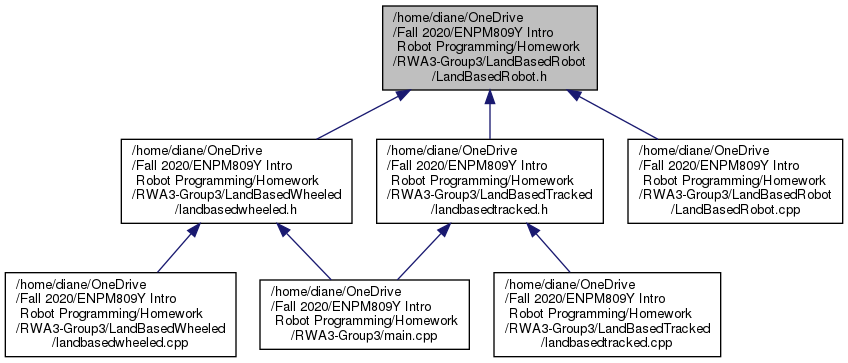 /home/diane/OneDrive
/Fall 2020/ENPM809Y Intro
Robot Programming/Homework
/RWA3-Group3/LandBasedRobot
/LandBasedRobot.h
/home/diane/OneDrive
/Fall 2020/ENPM809Y Intro
Robot Programming/Homework
/RWA3-Group3/LandBasedWheeled
/landbasedwheeled.h
/home/diane/OneDrive
/Fall 2020/ENPM809Y Intro
Robot Programming/Homework
/RWA3-Group3/LandBasedTracked
/landbasedtracked.h
/home/diane/OneDrive
/Fall 2020/ENPM809Y Intro
Robot Programming/Homework
/RWA3-Group3/LandBasedRobot
/LandBasedRobot.cpp
/home/diane/OneDrive
/Fall 2020/ENPM809Y Intro
Robot Programming/Homework
/RWA3-Group3/LandBasedWheeled
/landbasedwheeled.cpp
/home/diane/OneDrive
/Fall 2020/ENPM809Y Intro
Robot Programming/Homework
/RWA3-Group3/main.cpp
/home/diane/OneDrive
/Fall 2020/ENPM809Y Intro
Robot Programming/Homework
/RWA3-Group3/LandBasedTracked
/landbasedtracked.cpp